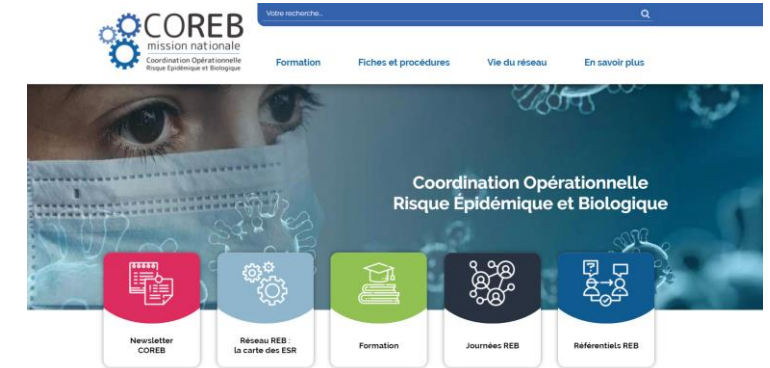 COREB
mission nationale
Coordination Opérationnelle
Risque Épidémique et Biologique
Votre recherche...
Formation
Fiches et procédures
Vie du réseau
En savoir plus
Coordination Opérationnelle
Risque Épidémique et Biologique
Newsletter
COREB
Réseau REB :
la carte des ESR
Formation
Journées REB
Référentiels REB